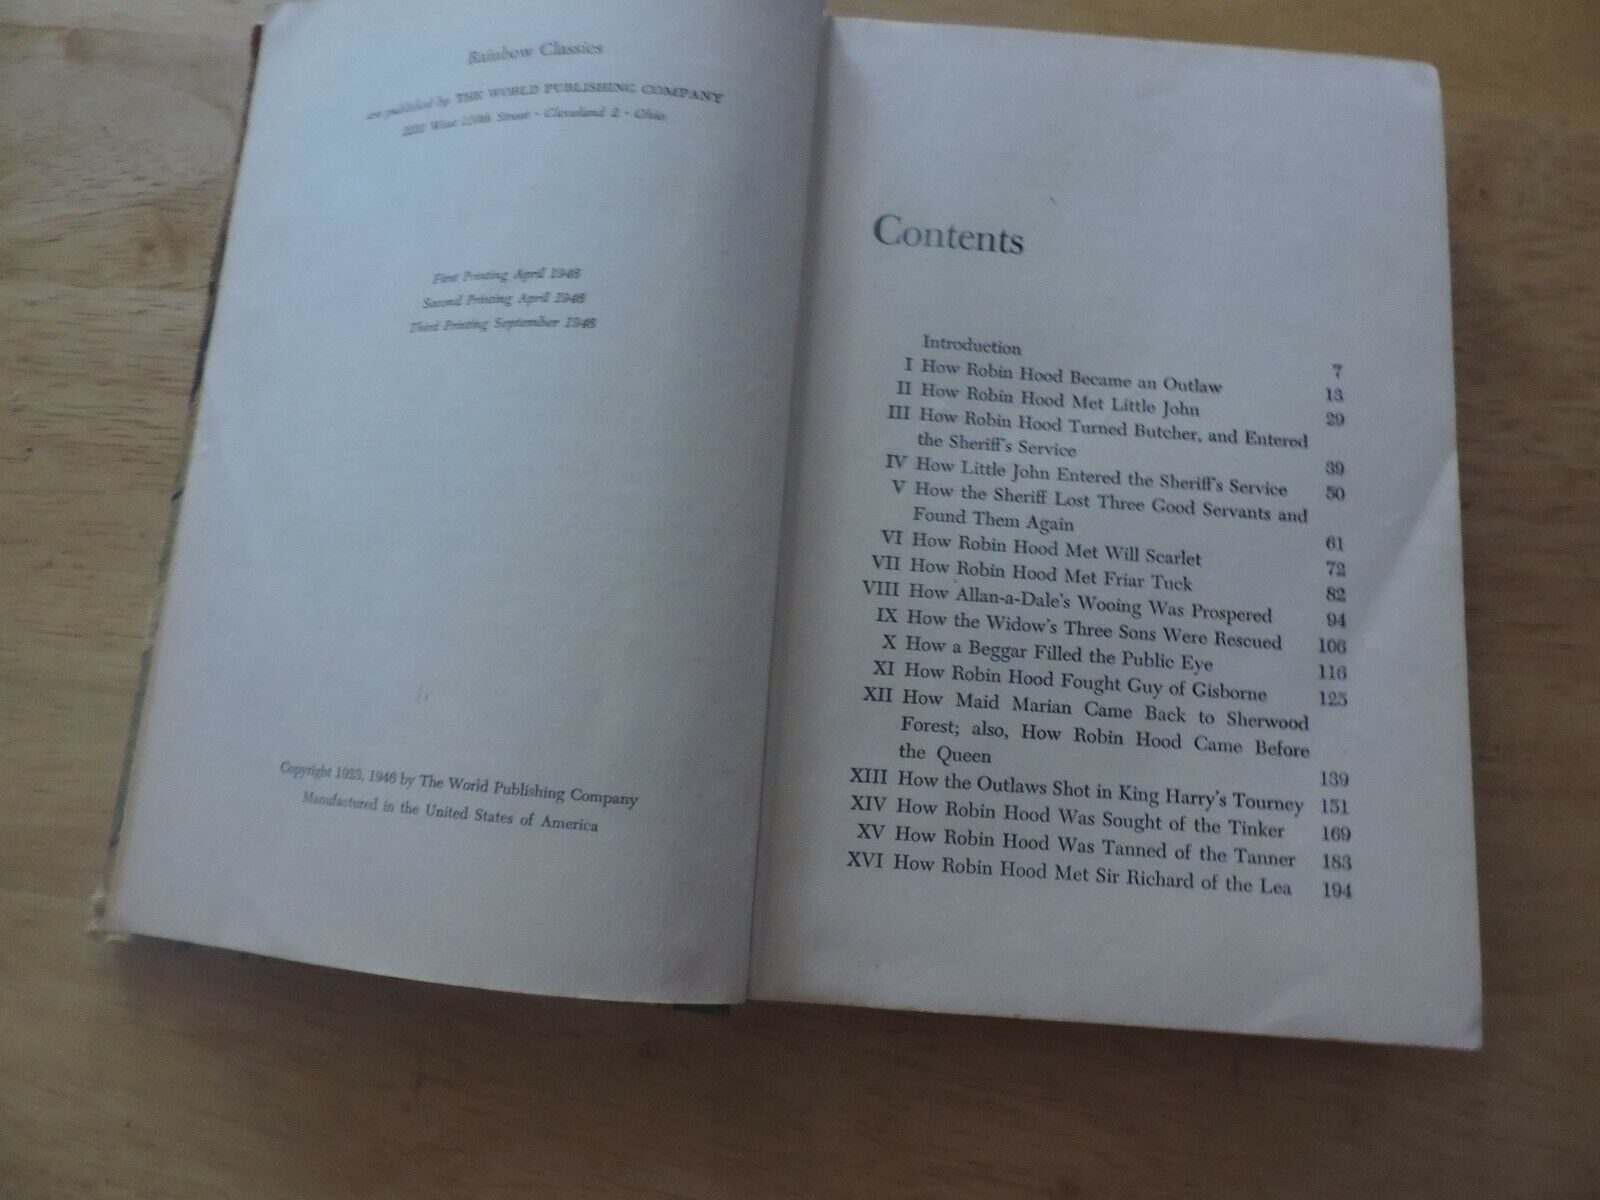 Rainbow Classics
are published by THE WORLD PUBLISHING COMPANY
2231 West 110th Street · Cleveland 2 · Ohio
First Printing April
Second Printing April
Third Printing September
Copyright 1923, 1946 by The World Publishing Company
Manufactured in the United States of America
Contents
Introduction 7
I How Robin Hood Became an Outlaw 13
II How Robin Hood Met Little John 29
III How Robin Hood Turned Butcher, and Entered
the Sheriff's Service 39
IV How Little John Entered the Sheriff's Service 50
V How the Sheriff Lost Three Good Servants and
Found Them Again 61
VI How Robin Hood Met Will Scarlet 72
VII How Robin Hood Met Friar Tuck 82
VIII How Allan-a-Dale's Wooing Was Prospered 94
IX How the Widow's Three Sons Were Rescued 106
X How a Beggar Filled the Public Eye 116
XI How Robin Hood Fought Guy of Gisborne 125
XII How Maid Marian Came Back to Sherwood
Forest; also, How Robin Hood Came Before
the Queen 139
XIII How the Outlaws Shot in King Harry's Tourney 151
XIV How Robin Hood Was Sought of the Tinker 169
XV How Robin Hood Was Tanned of the Tanner 183
XVI How Robin Hood Met Sir Richard of the Lea 194